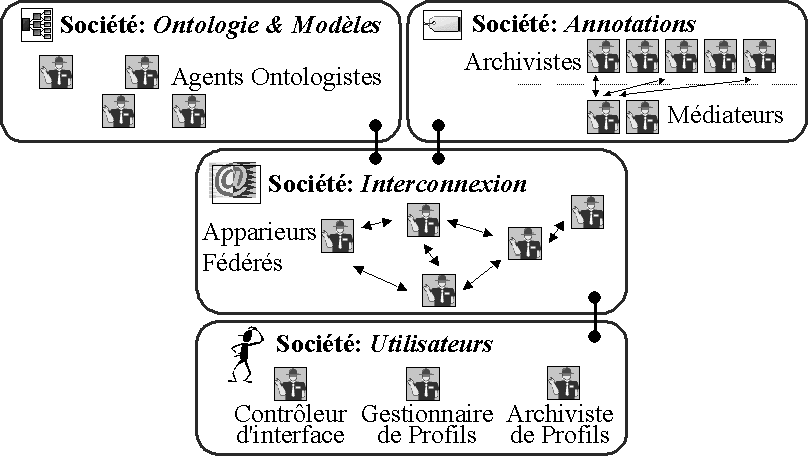 Société: Ontologie & Modèles
Agents Ontologistes
Société: Annotations
Archivistes
Médiateurs
@
Société: Interconnexion
Apparieurs
Fédérés
Société: Utilisateurs
Contrôleur
d'interface
Gestionnaire
de Profils
Archiviste
de Profils